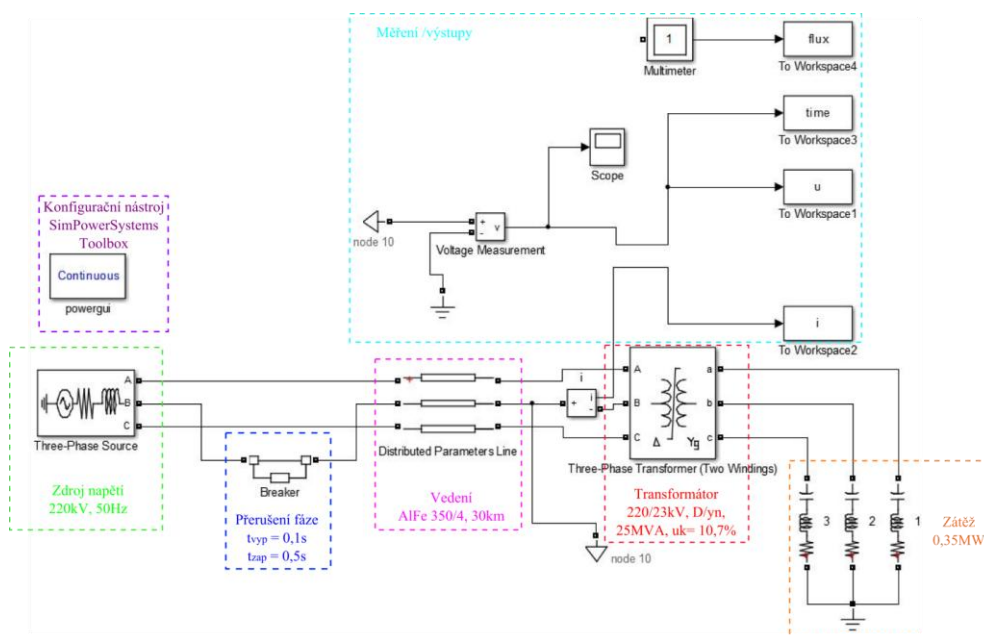 Měření /výstupy
1
Multimeter
flux
To Workspace4
time
To Workspace3
Scope
u
To Workspace1
Konfigurační nástroj
SimPowerSystems
Toolbox
Continuous
powergui
node 10
+
-
v
Voltage Measurement
i
To Workspace2
A
B
C
Three-Phase Source
Zdroj napětí
220kV, 50Hz
Breaker
Přerušení fáze
tvyp = 0,1s
tzap = 0,5s
Distributed Parameters Line
Vedení
AlFe 350/4, 30km
i
+
i
-
A
B
C
Δ
Yg
a
b
c
Three-Phase Transformer (Two Windings)
Transformátor
220/23kV, D/yn,
25MVA, uk= 10,7%
node 10
3
2
1
Zátěž
0,35MW